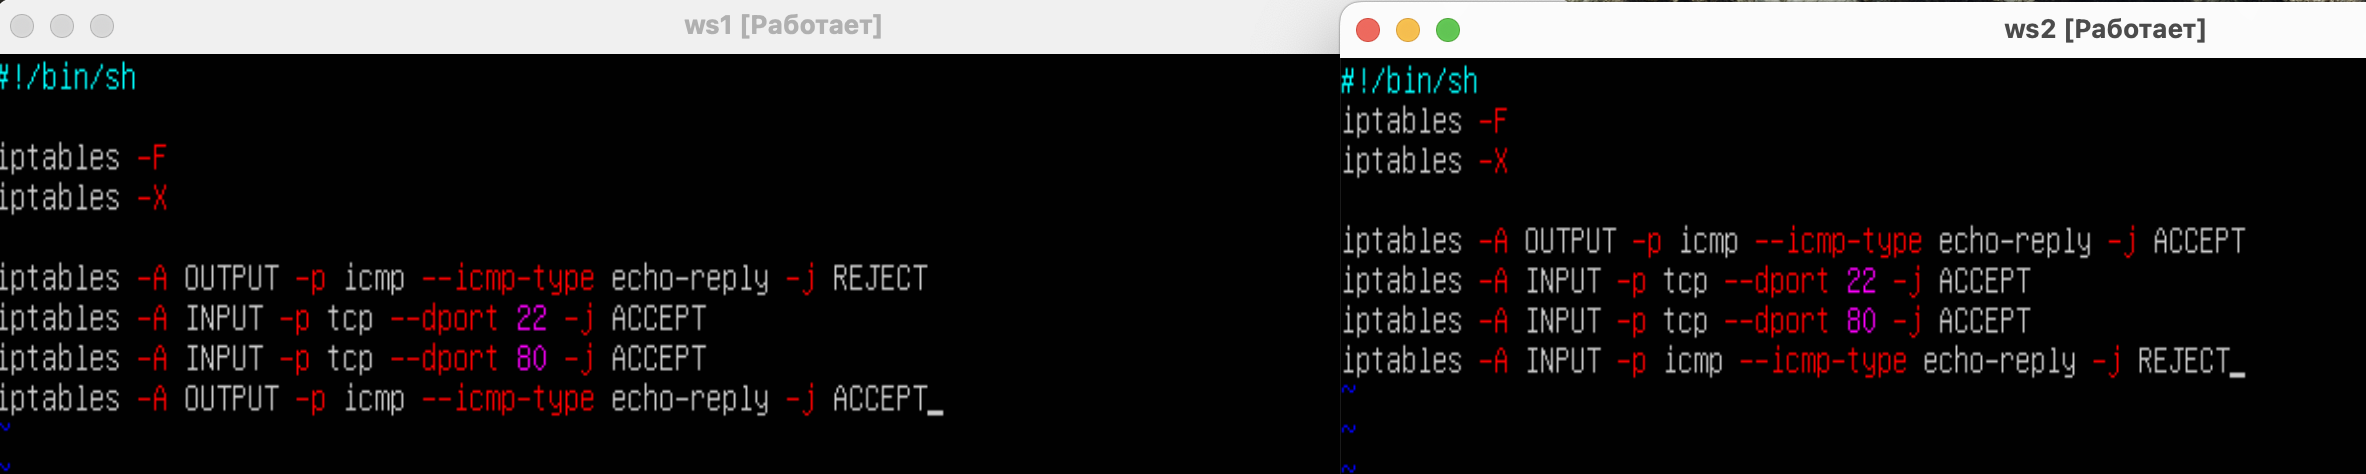 ws1 [Работает]
#!/bin/sh
iptables -F
iptables -X
iptables -A OUTPUT -p icmp --icmp-type echo-reply -j REJECT
iptables -A INPUT -p tcp --dport 22 -j ACCEPT
iptables -A INPUT -p tcp --dport 80 -j ACCEPT
iptables -A OUTPUT -p icmp --icmp-type echo-reply -j ACCEPT_
~
~
ws2 [Работает]
#!/bin/sh
iptables -F
iptables -X
iptables -A OUTPUT -p icmp --icmp-type echo-reply -j ACCEPT
iptables -A INPUT -p tcp --dport 22 -j ACCEPT
iptables -A INPUT -p tcp --dport 80 -j ACCEPT
iptables -A INPUT -p icmp --icmp-type echo-reply -j REJECT_
~
~
~